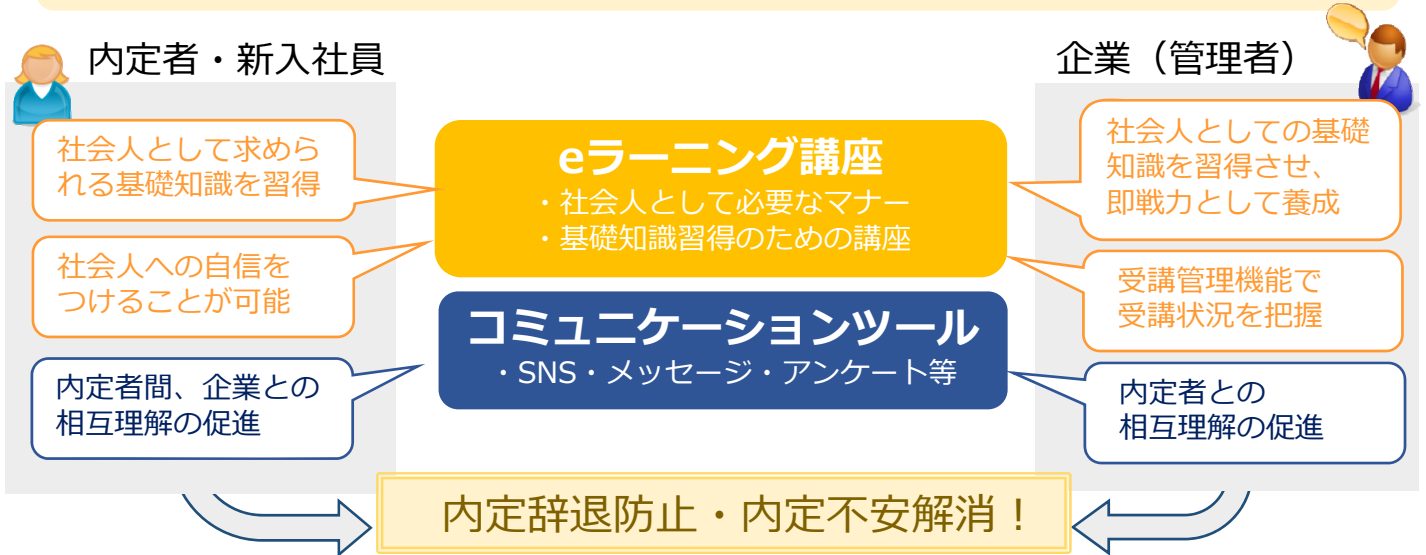 内定者・新入社員
社会人として求めら
れる基礎知識を習得
社会人への自信を
つけることが可能
内定者間、企業との
相互理解の促進
eラーニング講座
・社会人として必要なマナー
・基礎知識習得のための講座
コミュニケーションツール
・SNS・メッセージ・アンケート等
企業（管理者）
社会人としての基礎
知識を習得させ、
即戦力として養成
受講管理機能で
受講状況を把握
内定者との
相互理解の促進
内定辞退防止・内定不安解消！